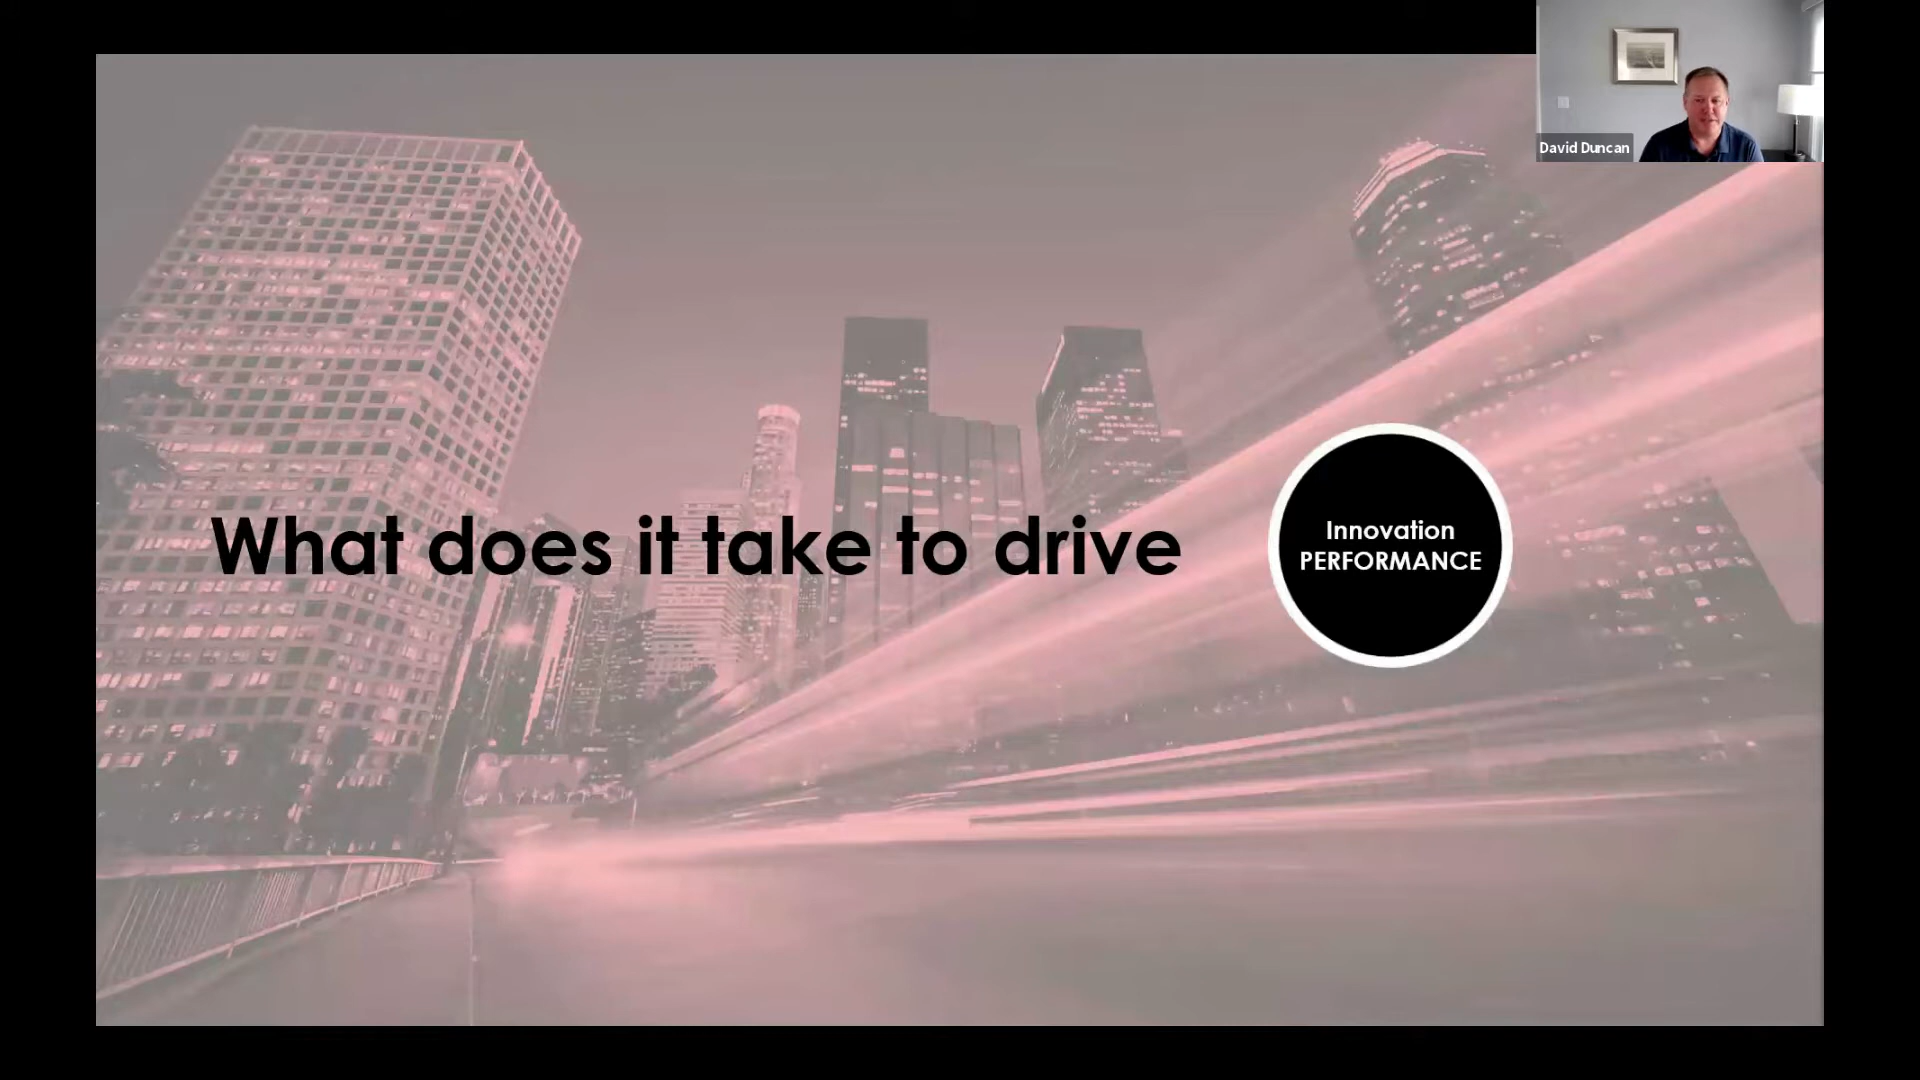 David Duncan
What does it take to drive
Innovation
PERFORMANCE